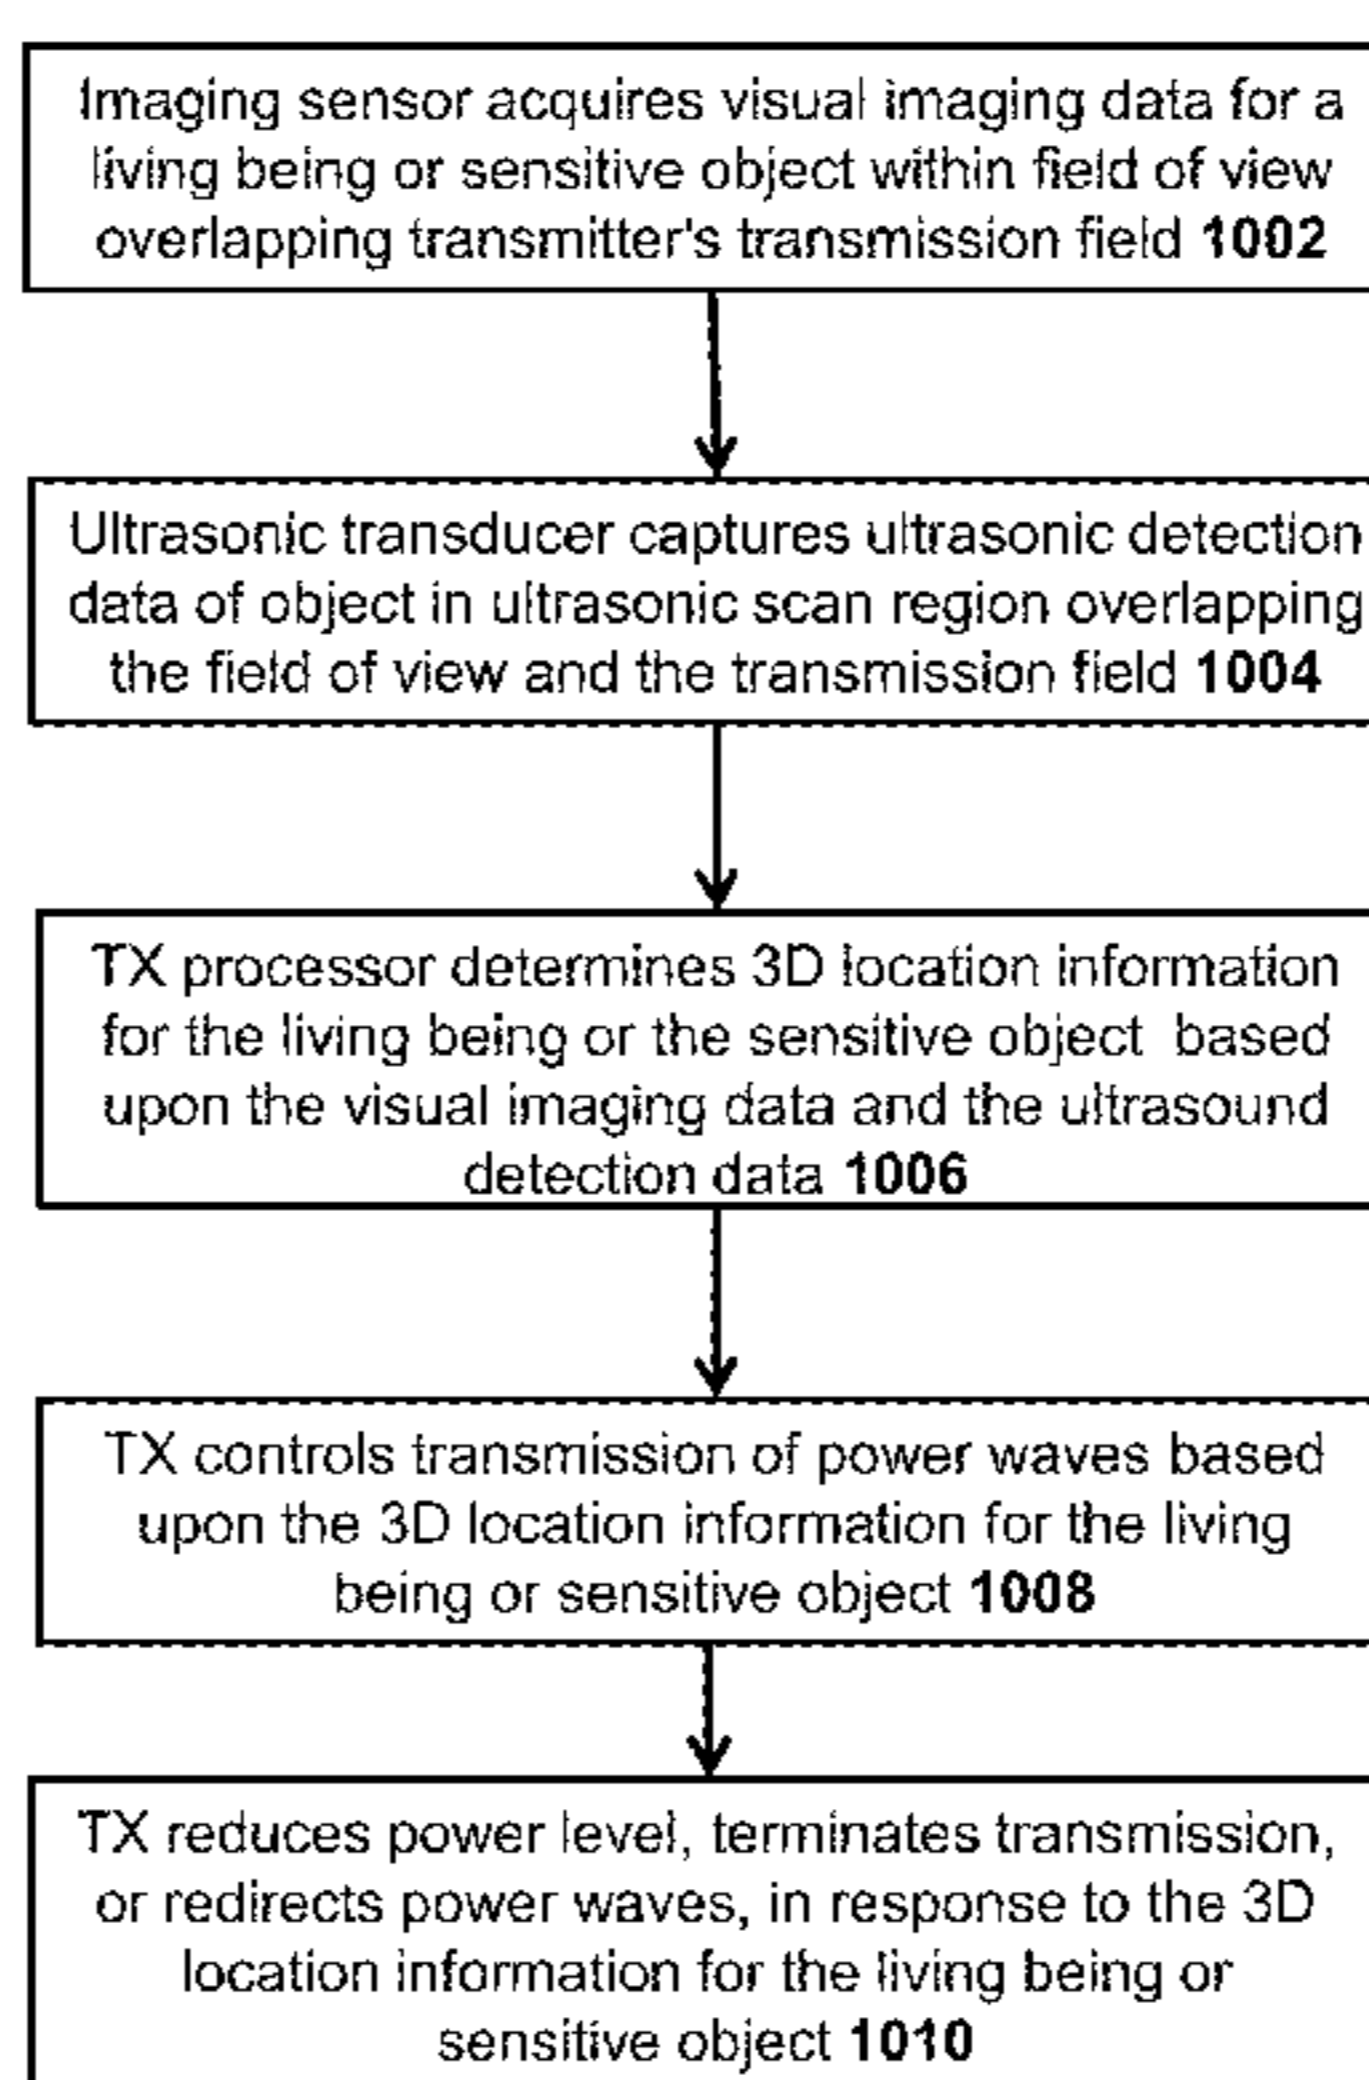 Imaging sensor acquires visual imaging data for a
living being or sensitive object within field of view
overlapping transmitter's transmission field 1002
Ultrasonic transducer captures ultrasonic detection
data of object in ultrasonic scan region overlapping
the field of view and the transmission field 1004
TX processor determines 3D location information
for the living being or the sensitive object based
upon the visual imaging data and the ultrasound
detection data 1006
TX controls transmission of power waves based
upon the 3D location information for the living
being or sensitive object 1008
TX reduces power level, terminates transmission,
or redirects power waves, in response to the 3D
location information for the living being or
sensitive object 1010